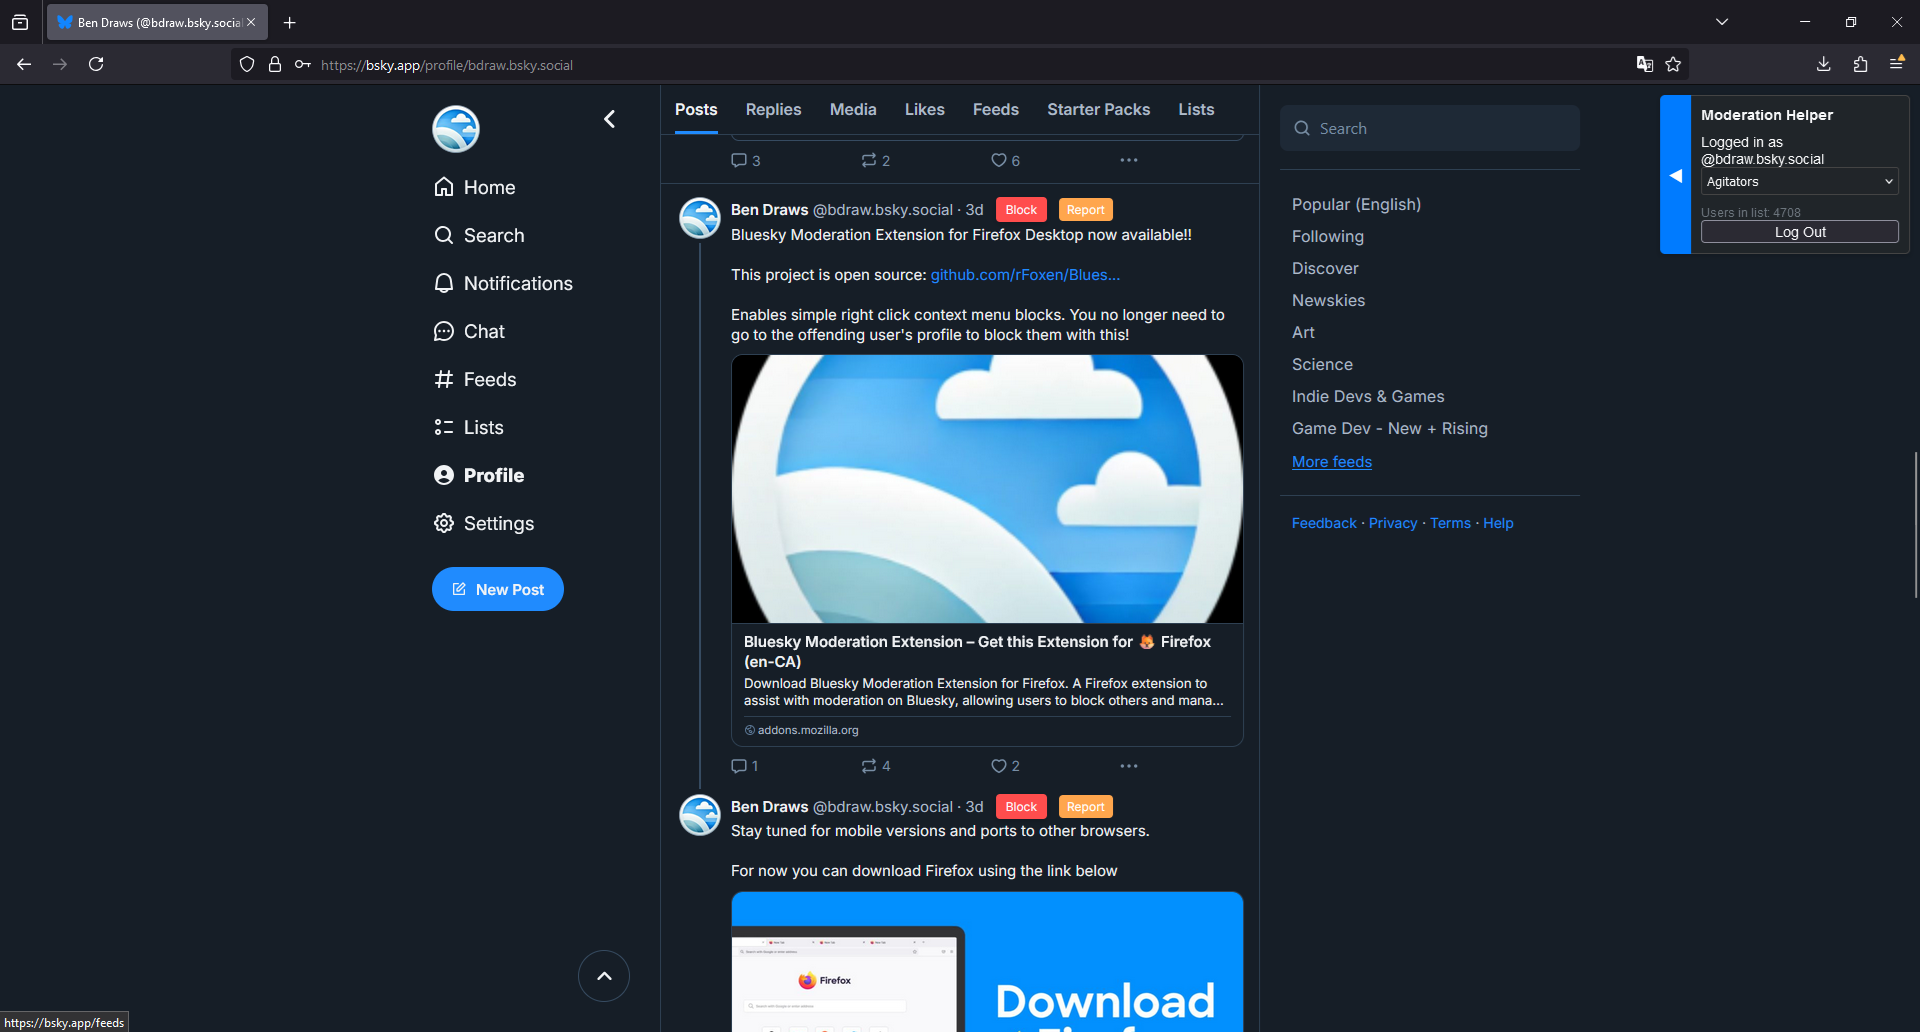 Ben Draws (@bdraw.bsky.socia
https://bsky.app/profile/bdraw.bsky.social
Home
Search
Notifications
Chat
Feeds
Lists
Profile
Settings
New Post
Posts Replies Media Likes Feeds Starter Packs Lists
3 2 6
Ben Draws @bdraw.bsky.social · 3d Block Report
Bluesky Moderation Extension for Firefox Desktop now available!!
This project is open source: github.com/rFoxen/Blues...
Enables simple right click context menu blocks. You no longer need to
go to the offending user's profile to block them with this!
Bluesky Moderation Extension – Get this Extension for 🦊 Firefox
(en-CA)
Download Bluesky Moderation Extension for Firefox. A Firefox extension to
assist with moderation on Bluesky, allowing users to block others and mana...
addons.mozilla.org
1 4 2
Ben Draws @bdraw.bsky.social · 3d Block Report
Stay tuned for mobile versions and ports to other browsers.
For now you can download Firefox using the link below
Firefox
Download
Search
Popular (English)
Following
Discover
Newskies
Art
Science
Indie Devs & Games
Game Dev - New + Rising
More feeds
Feedback · Privacy · Terms · Help
Moderation Helper
Logged in as
@bdraw.bsky.social
Agitators
Users in list: 4708
Log Out
https://bsky.app/feeds